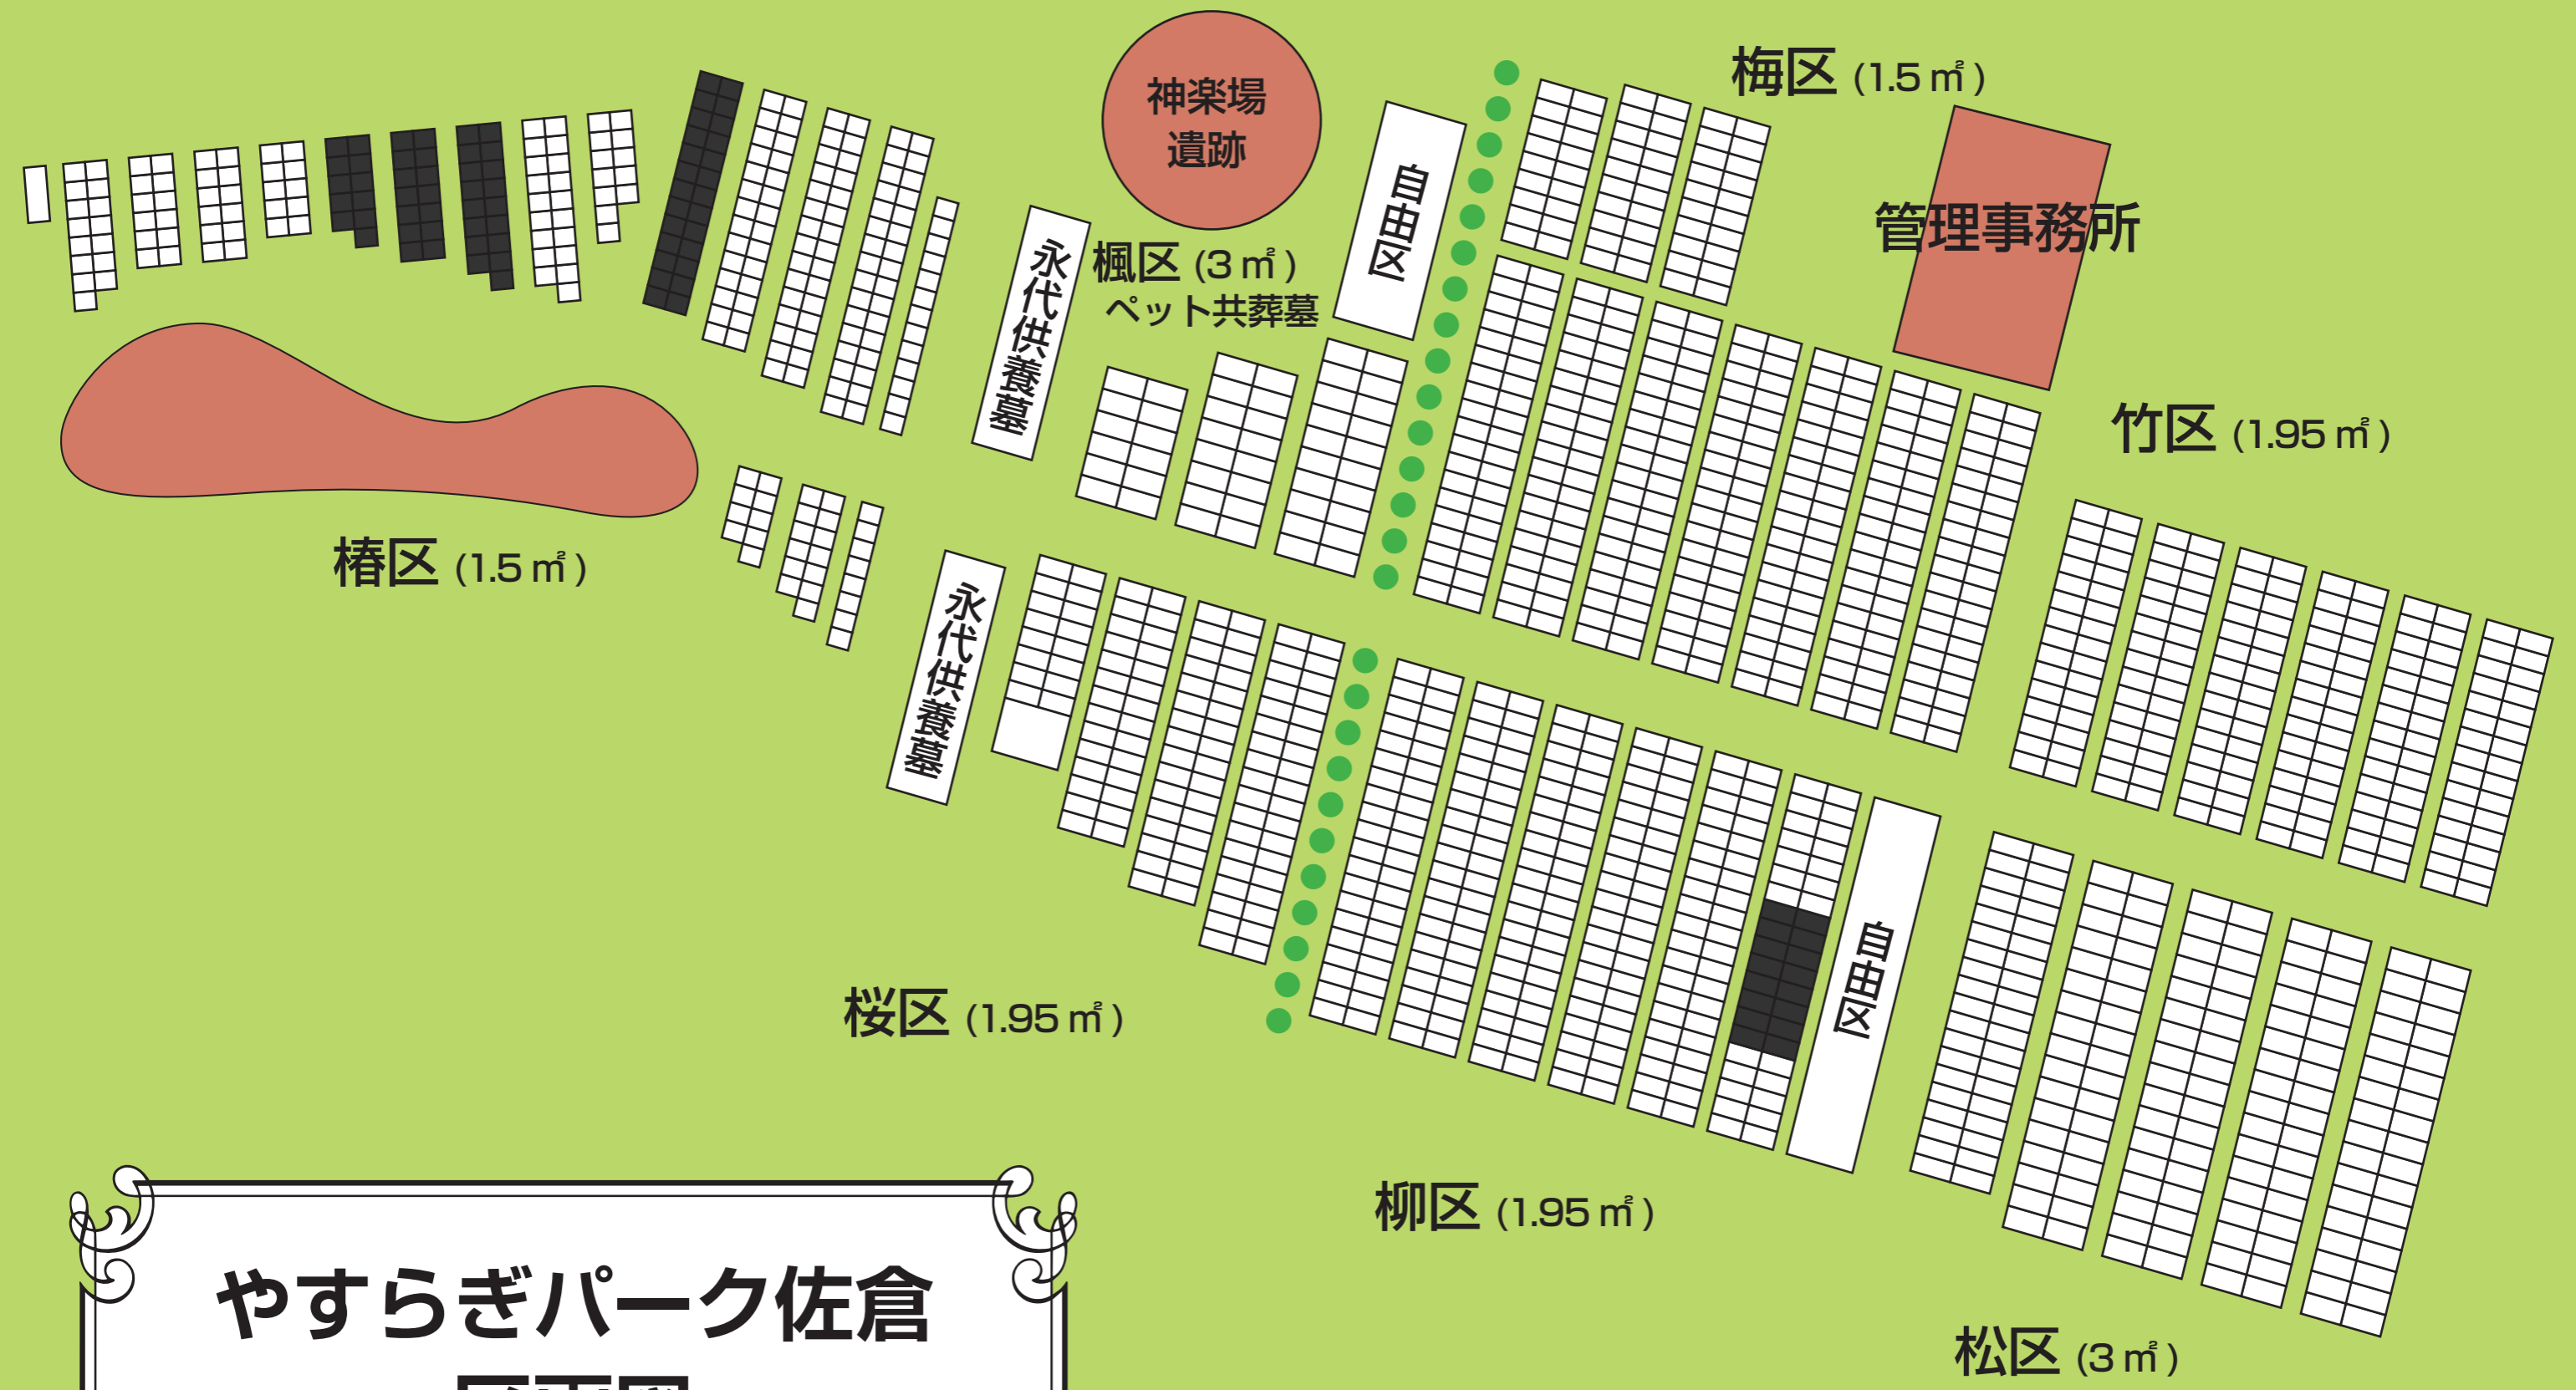 神楽場
遺跡
梅区 (1.5㎡)
管理事務所
自由区
永代供養墓
楓区 (3㎡)
ペット共葬墓
竹区 (1.95㎡)
椿区 (1.5㎡)
永代供養墓
自由区
桜区 (1.95㎡)
柳区 (1.95㎡)
松区 (3㎡)
やすらぎパーク佐倉